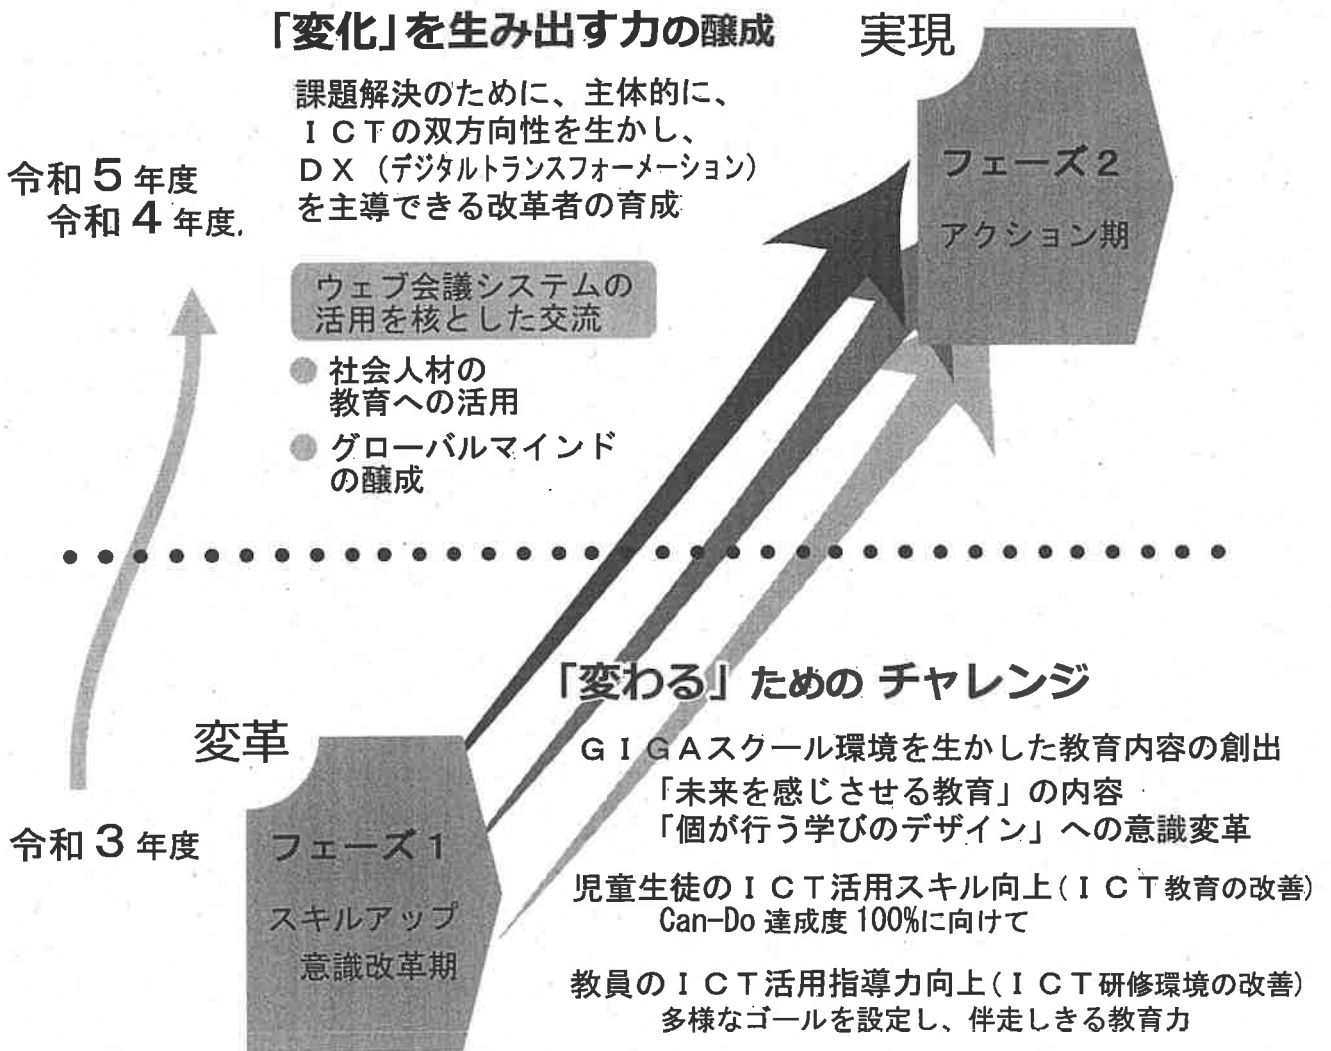 「変化」を生み出す力の醸成
実現
課題解決のために、主体的に、
ＩＣＴの双方向性を生かし、
ＤＸ（デジタルトランスフォーメーション）
を主導できる改革者の育成
令和５年度
令和４年度
フェーズ２
アクション期
ウェブ会議システムの
活用を核とした交流
社会人材の
教育への活用
グローバルマインド
の醸成
「変わる」ための チャレンジ
変革
ＧＩＧＡスクール環境を生かした教育内容の創出
「未来を感じさせる教育」の内容
「個が行う学びのデザイン」への意識変革
令和３年度
フェーズ１
スキルアップ
意識改革期
児童生徒のＩＣＴ活用スキル向上(ＩＣＴ教育の改善)
Can-Do 達成度 100%に向けて
教員のＩＣＴ活用指導力向上(ＩＣＴ研修環境の改善)
多様なゴールを設定し、伴走しきる教育力